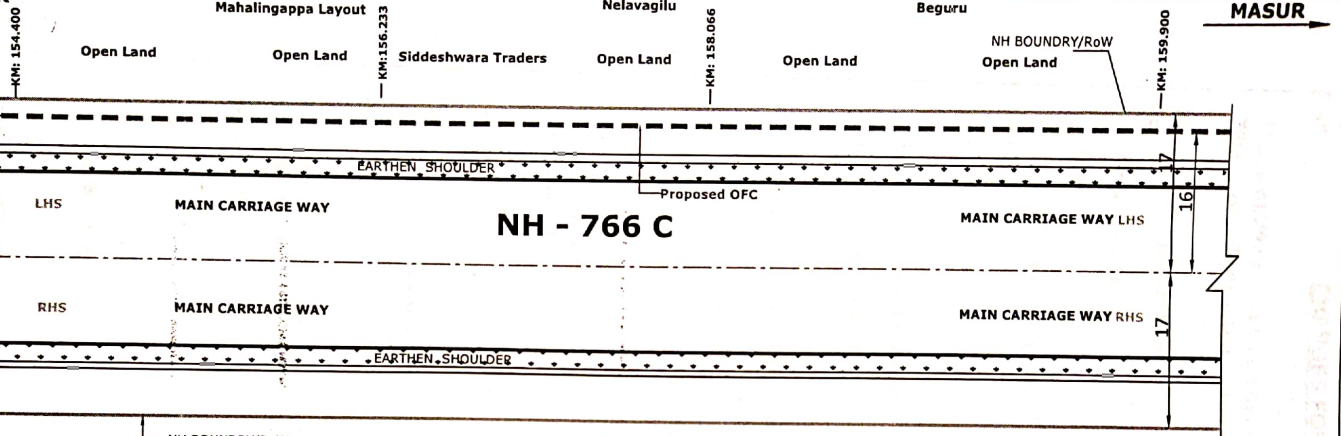 Mahalingappa Layout
Nelavagilu
Beguru
MASUR
KM: 154.400
KM:156.233
KM: 158.066
KM: 159.900
Open Land
Open Land
Siddeshwara Traders
Open Land
Open Land
NH BOUNDRY/RoW
Open Land
EARTHEN SHOULDER
17
Proposed OFC
16
LHS
MAIN CARRIAGE WAY
NH - 766 C
MAIN CARRIAGE WAY LHS
RHS
MAIN CARRIAGE WAY
MAIN CARRIAGE WAY RHS
17
EARTHEN SHOULDER